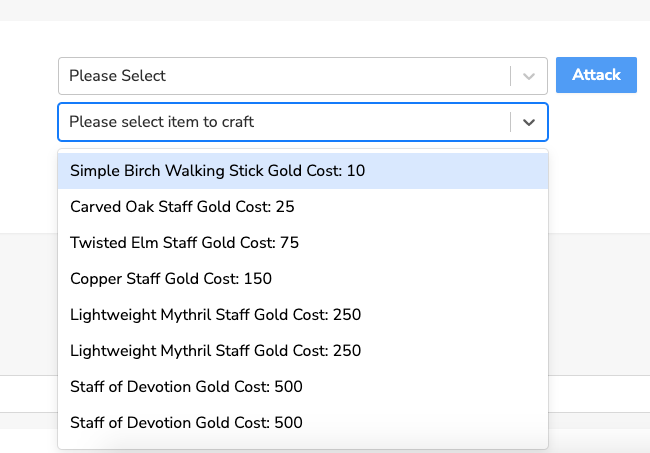 Please Select
Attack
Please select item to craft
Simple Birch Walking Stick Gold Cost: 10
Carved Oak Staff Gold Cost: 25
Twisted Elm Staff Gold Cost: 75
Copper Staff Gold Cost: 150
Lightweight Mythril Staff Gold Cost: 250
Lightweight Mythril Staff Gold Cost: 250
Staff of Devotion Gold Cost: 500
Staff of Devotion Gold Cost: 500